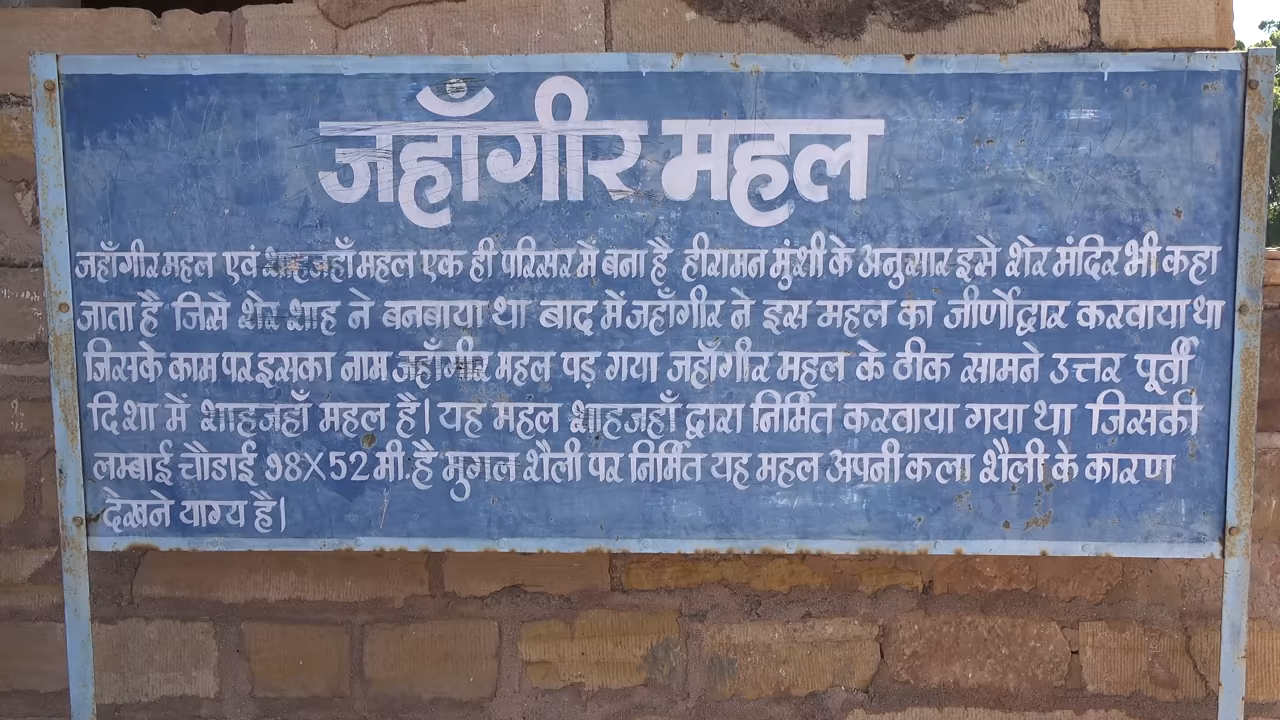 जहाँगीर महल
जहाँगीर महल एवं शाहजहाँ महल एक ही परिसर में बना है हीरामन मुंशी के अनुसार इसे शेर मंदिर भी कहा
जाता है जिसे शेर शाह ने बनबाया था बाद में जहाँगीर ने इस महल का जीर्णोद्वार करवाया था
जिसके काम पर इसका नाम जहाँगीर महल पड़ गया जहाँगीर महल के ठीक सामने उत्तर पूर्वी
दिशा में शाहजहाँ महल है। यह महल शाहजहाँ द्वारा निर्मित करवाया गया था जिसकी
लम्बाई चौडाई ७8X52 मी. है मुगल शैली पर निर्मित यह महल अपनी कला शैली के कारण
देखने याग्य है।